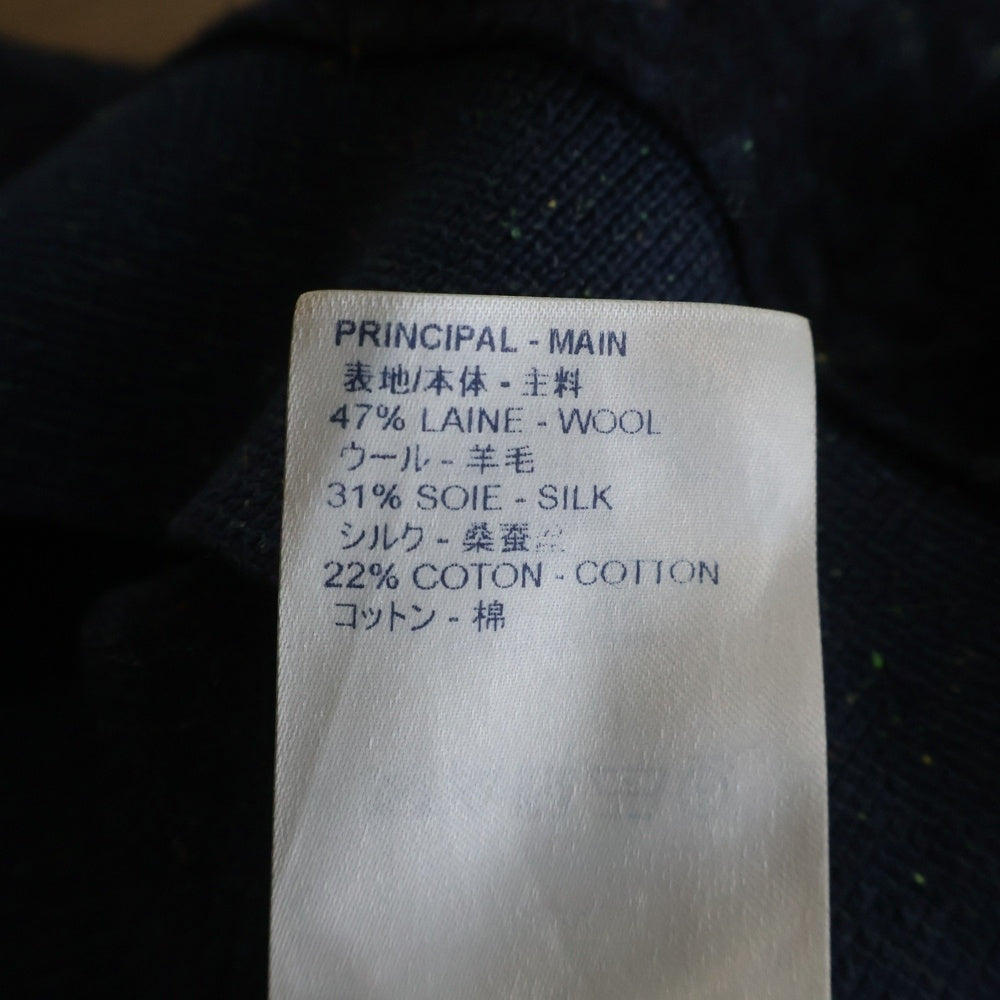 PRINCIPAL - MAIN
表地/本体 - 主料
47% LAINE - WOOL
ウール - 羊毛
31% SOIE - SILK
シルク - 桑蚕丝
22% COTON - COTTON
コットン - 棉